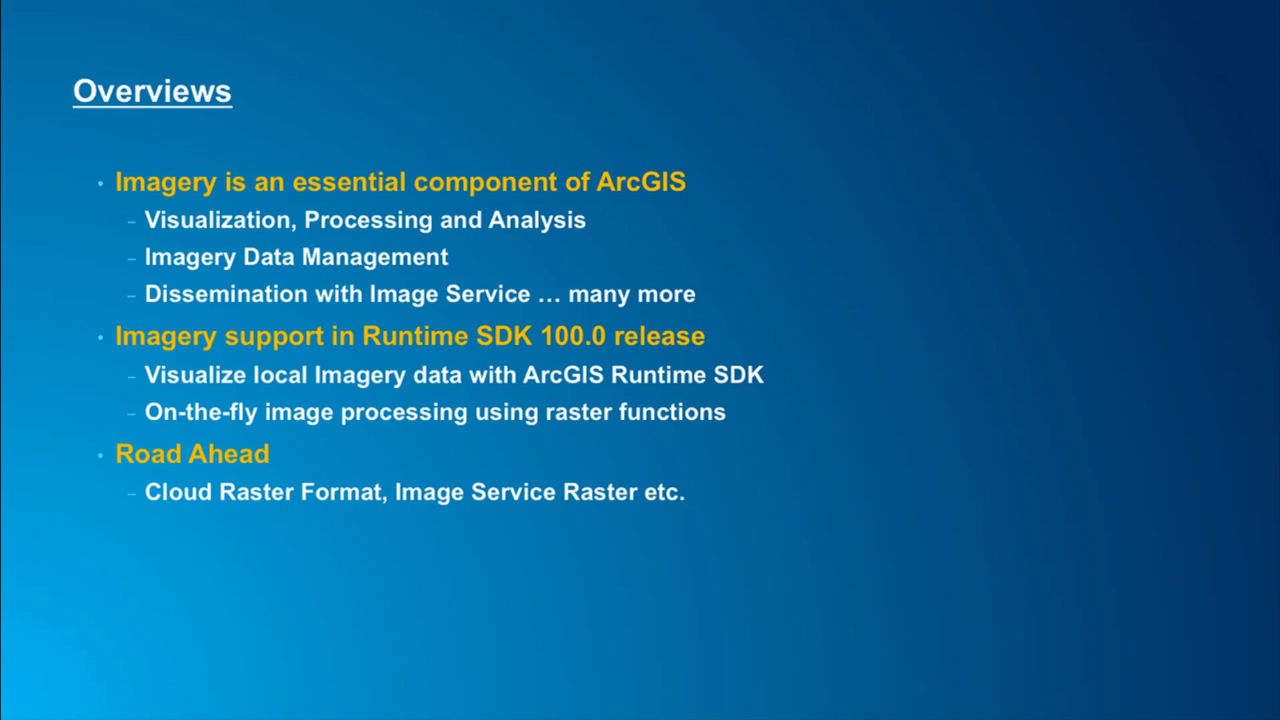 Overviews
• Imagery is an essential component of ArcGIS
– Visualization, Processing and Analysis
– Imagery Data Management
– Dissemination with Image Service … many more
• Imagery support in Runtime SDK 100.0 release
– Visualize local Imagery data with ArcGIS Runtime SDK
– On-the-fly image processing using raster functions
• Road Ahead
– Cloud Raster Format, Image Service Raster etc.